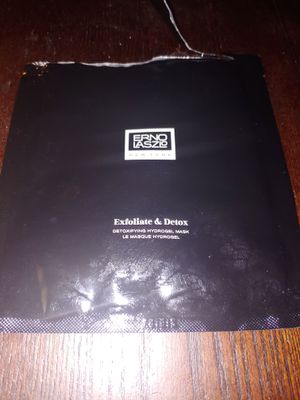 ERNO
LASZLO
NEW YORK
Exfoliate & Detox
DETOXIFYING HYDROGEL MASK
LE MASQUE HYDROGEL